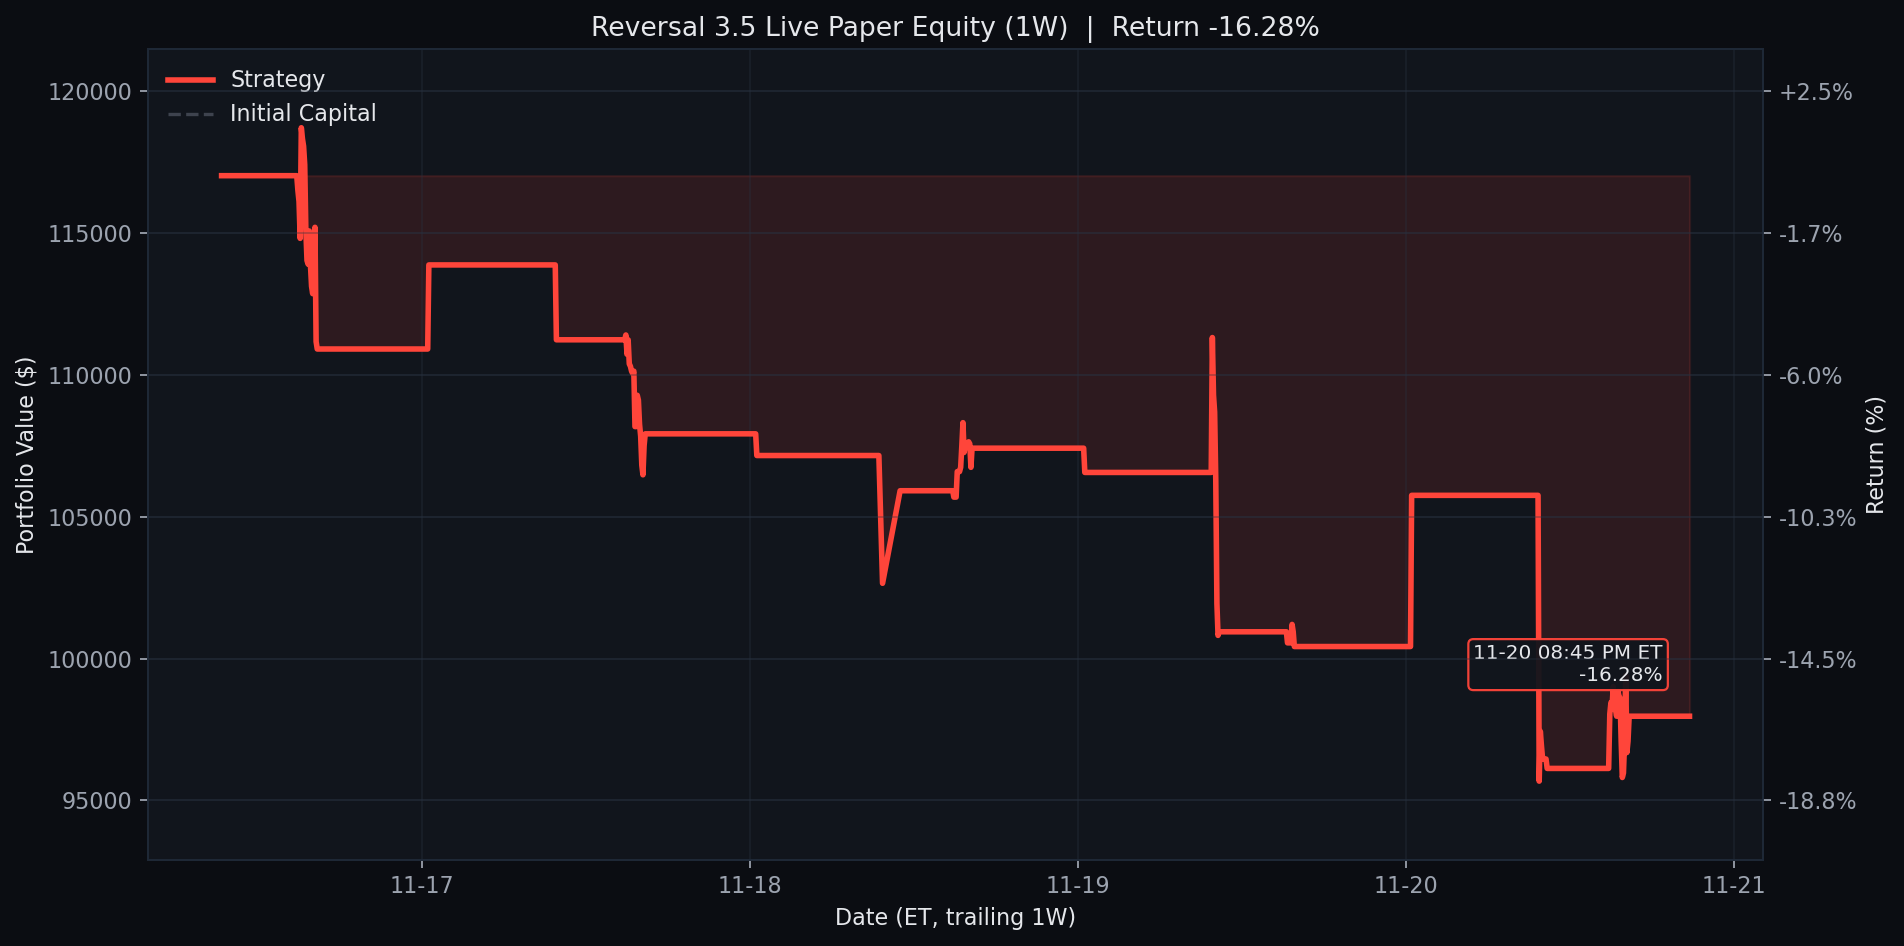 Reversal 3.5 Live Paper Equity (1W) | Return -16.28%
Strategy
Initial Capital
Portfolio Value ($)
120000
115000
110000
105000
100000
95000
+2.5%
-1.7%
-6.0%
-10.3%
-14.5%
-18.8%
Return (%)
11-20 08:45 PM ET
-16.28%
11-17
11-18
11-19
11-20
11-21
Date (ET, trailing 1W)